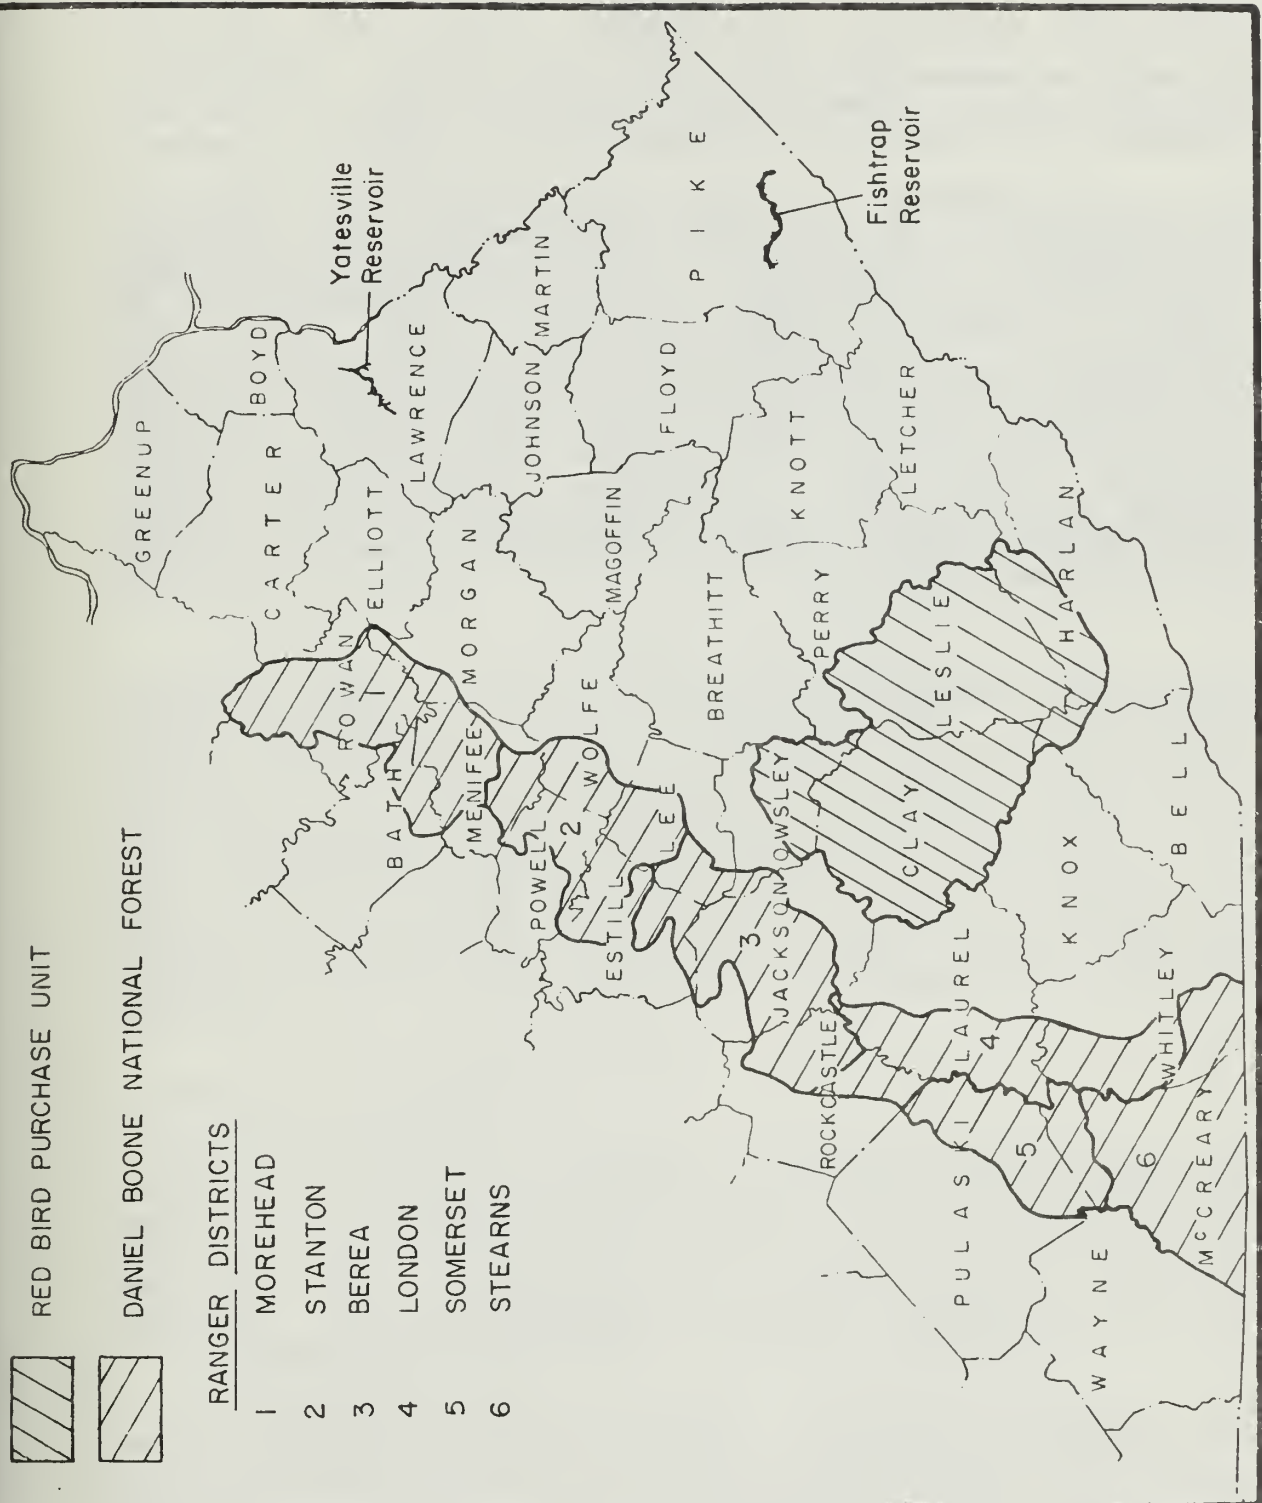 RED BIRD PURCHASE UNIT
DANIEL BOONE NATIONAL FOREST
RANGER DISTRICTS
1 MOREHEAD
2 STANTON
3 BEREA
4 LONDON
5 SOMERSET
6 STEARNS
GREENUP
BOYD
CARTER
Yatesville
Reservoir
ELLIOTT
LAWRENCE
ROWAN
1
BATH
MORGAN
MENIFEE
JOHNSON
MARTIN
POWELL
2
WOLFE
MAGOFFIN
FLOYD
PIKE
Fishtrap
Reservoir
ESTILL
LEE
BREATHITT
KNOTT
3
JACKSON
OWSLEY
PERRY
LETCHER
ROCKCASTLE
CLAY
LESLIE
PULASKI
LAUREL
4
5
KNOX
HARLAN
WAYNE
6
McCREARY
WHITLEY
BELL